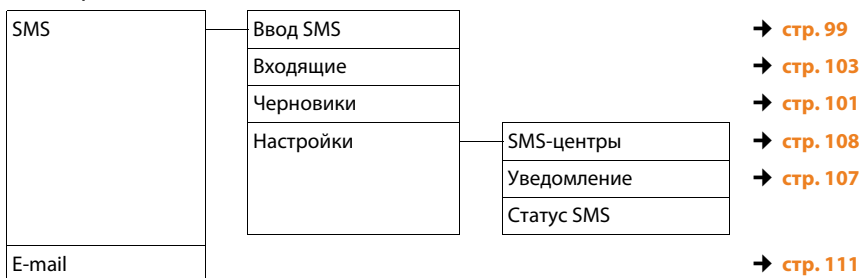 SMS Ввод SMS → стр. 99
Входящие → стр. 103
Черновики → стр. 101
Настройки SMS-центры → стр. 108
Уведомление → стр. 107
Статус SMS
E-mail → стр. 111